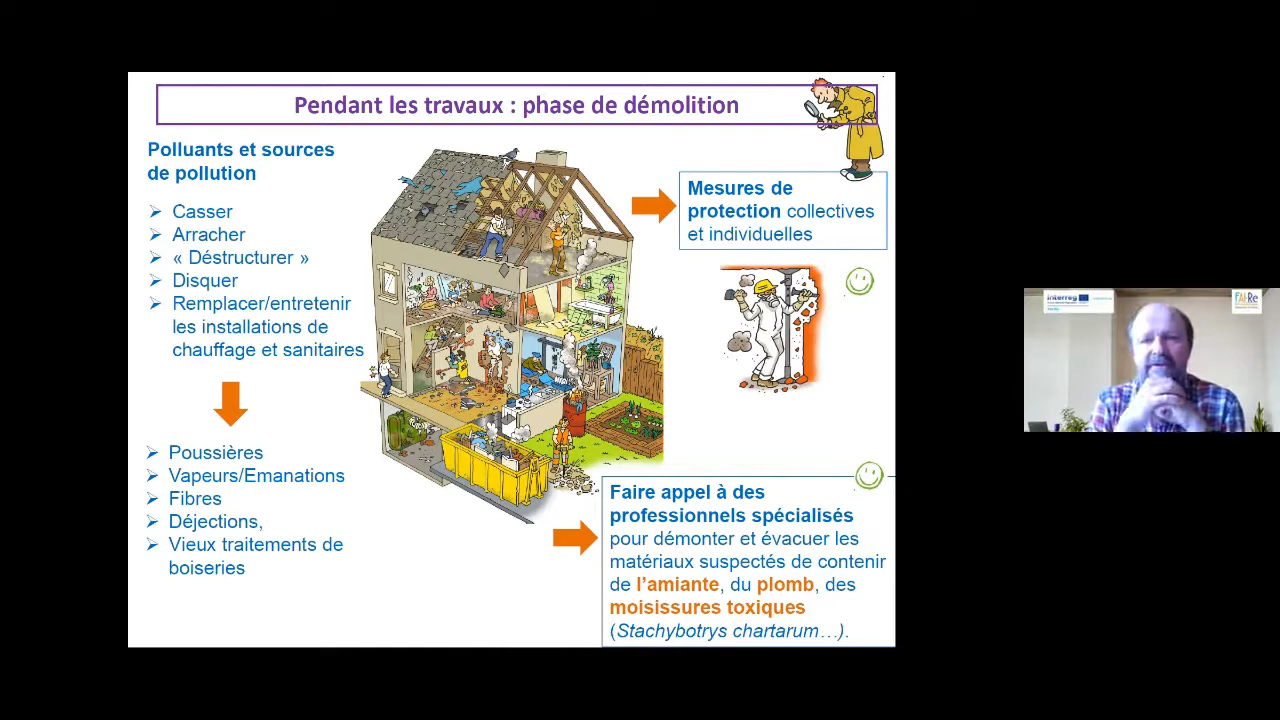 Pendant les travaux : phase de démolition
Polluants et sources
de pollution
➢ Casser
➢ Arracher
➢ « Déstructurer »
➢ Disquer
➢ Remplacer/entretenir
les installations de
chauffage et sanitaires
➢ Poussières
➢ Vapeurs/Emanations
➢ Fibres
➢ Déjections,
➢ Vieux traitements de
boiseries
Mesures de
protection collectives
et individuelles
Faire appel à des
professionnels spécialisés
pour démonter et évacuer les
matériaux suspectés de contenir
de l’amiante, du plomb, des
moisissures toxiques
(Stachybotrys chartarum…).
Interreg
FAIRe